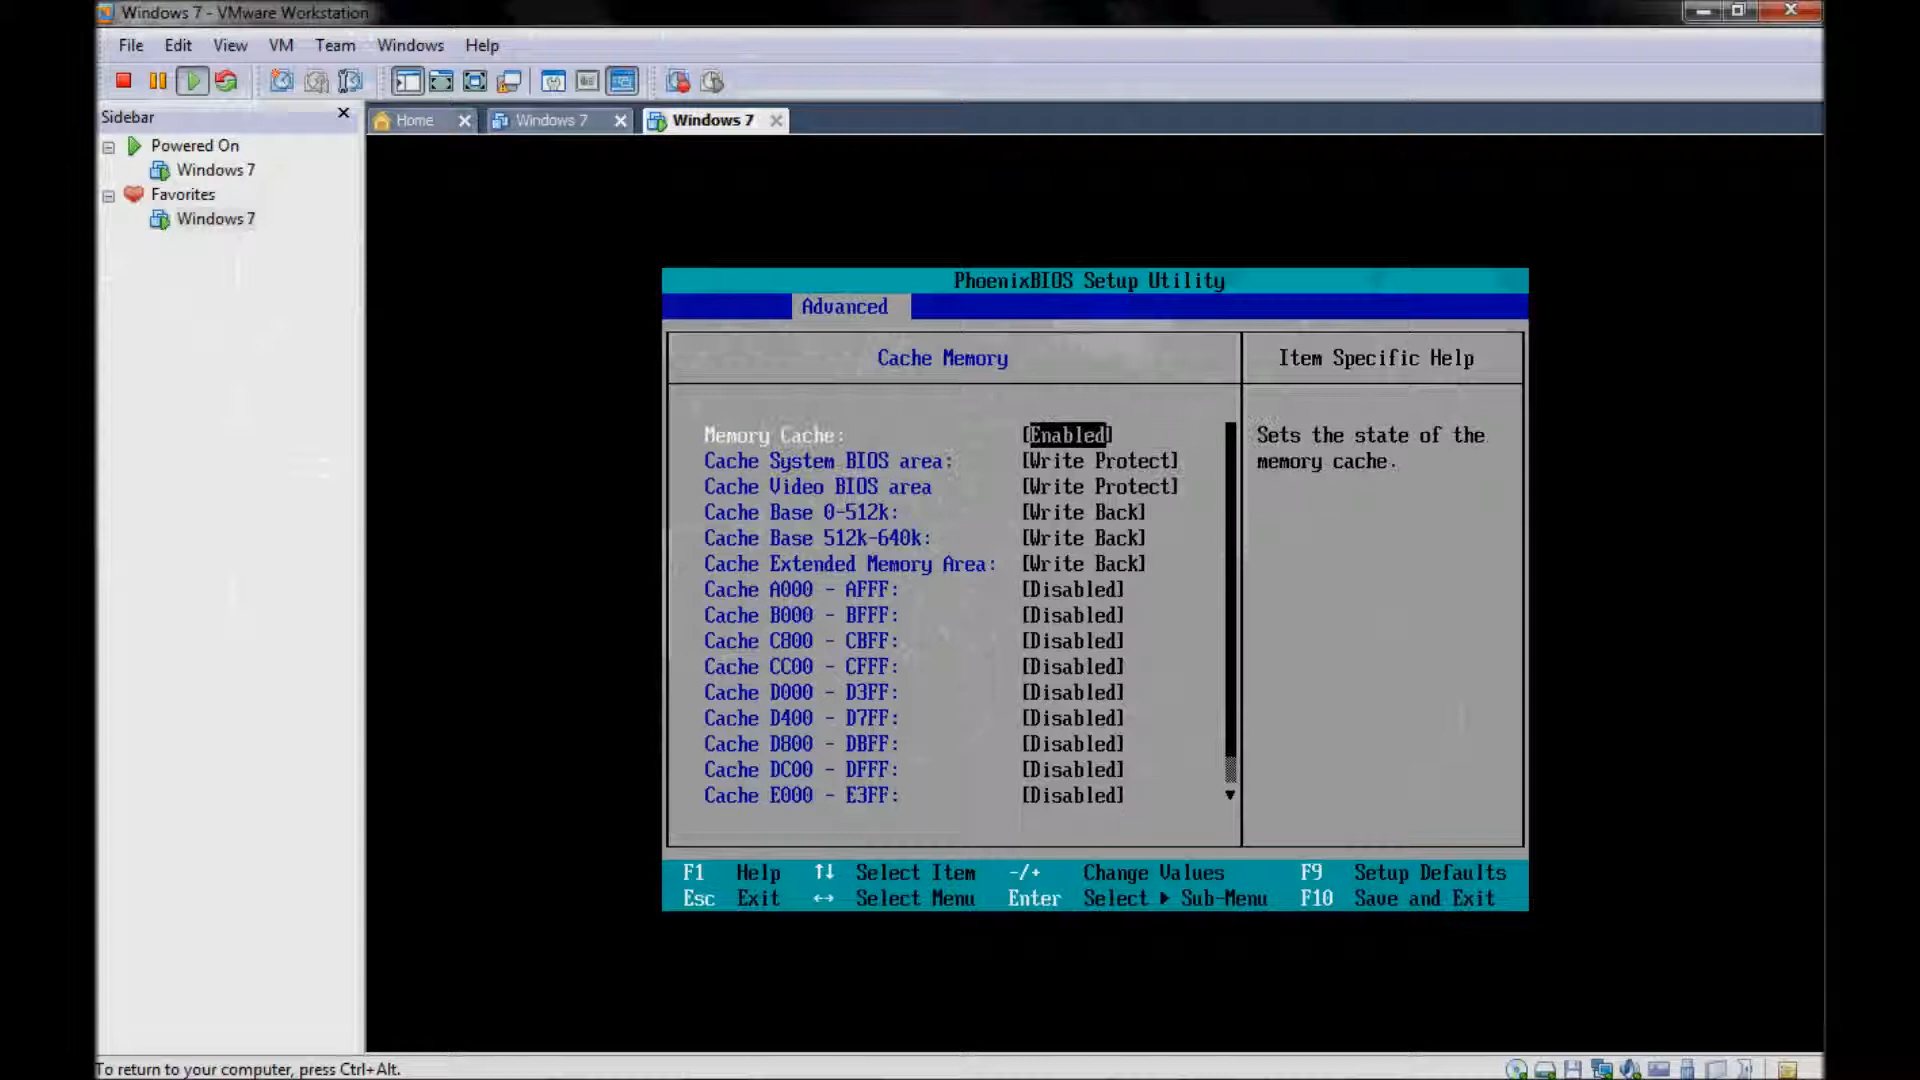 Windows 7 - VMware Workstation
File Edit View VM Team Windows Help
Sidebar
Home Windows 7 Windows 7
Powered On
Windows 7
Favorites
Windows 7
PhoenixBIOS Setup Utility
Advanced
Cache Memory
Item Specific Help
Memory Cache: [Enabled]
Cache System BIOS area: [Write Protect]
Cache Video BIOS area [Write Protect]
Cache Base 0-512k: [Write Back]
Cache Base 512k-640k: [Write Back]
Cache Extended Memory Area: [Write Back]
Cache A000 - AFFF: [Disabled]
Cache B000 - BFFF: [Disabled]
Cache C800 - CBFF: [Disabled]
Cache CC00 - CFFF: [Disabled]
Cache D000 - D3FF: [Disabled]
Cache D400 - D7FF: [Disabled]
Cache D800 - DBFF: [Disabled]
Cache DC00 - DFFF: [Disabled]
Cache E000 - E3FF: [Disabled]
Sets the state of the
memory cache.
F1 Help ↑↓ Select Item -/+ Change Values F9 Setup Defaults
Esc Exit ↔ Select Menu Enter Select ▶ Sub-Menu F10 Save and Exit
To return to your computer, press Ctrl+Alt.